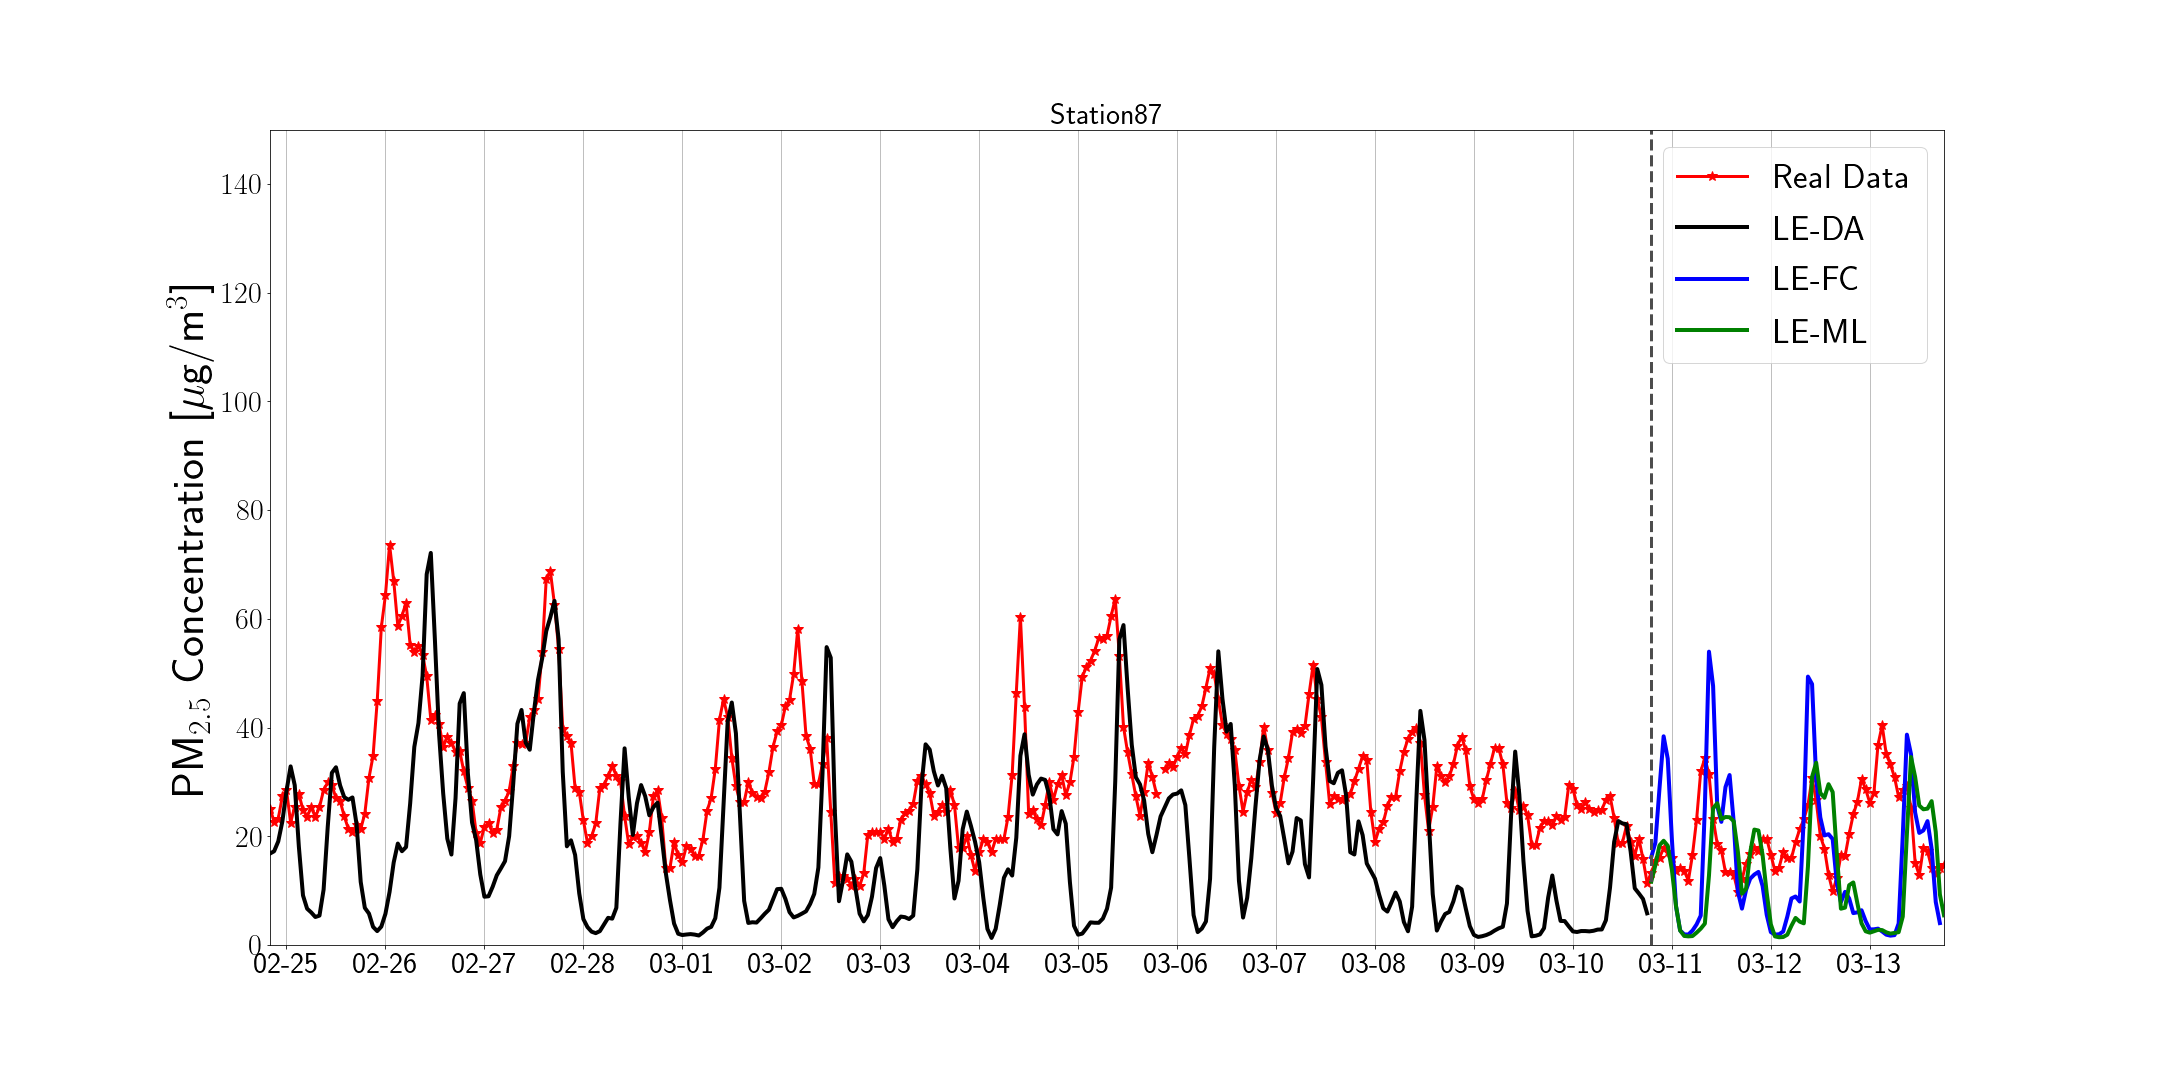 Station87
PM2.5 Concentration [μg/m³]
140
120
100
80
60
40
20
0
Real Data
LE-DA
LE-FC
LE-ML
02-25 02-26 02-27 02-28 03-01 03-02 03-03 03-04 03-05 03-06 03-07 03-08 03-09 03-10 03-11 03-12 03-13